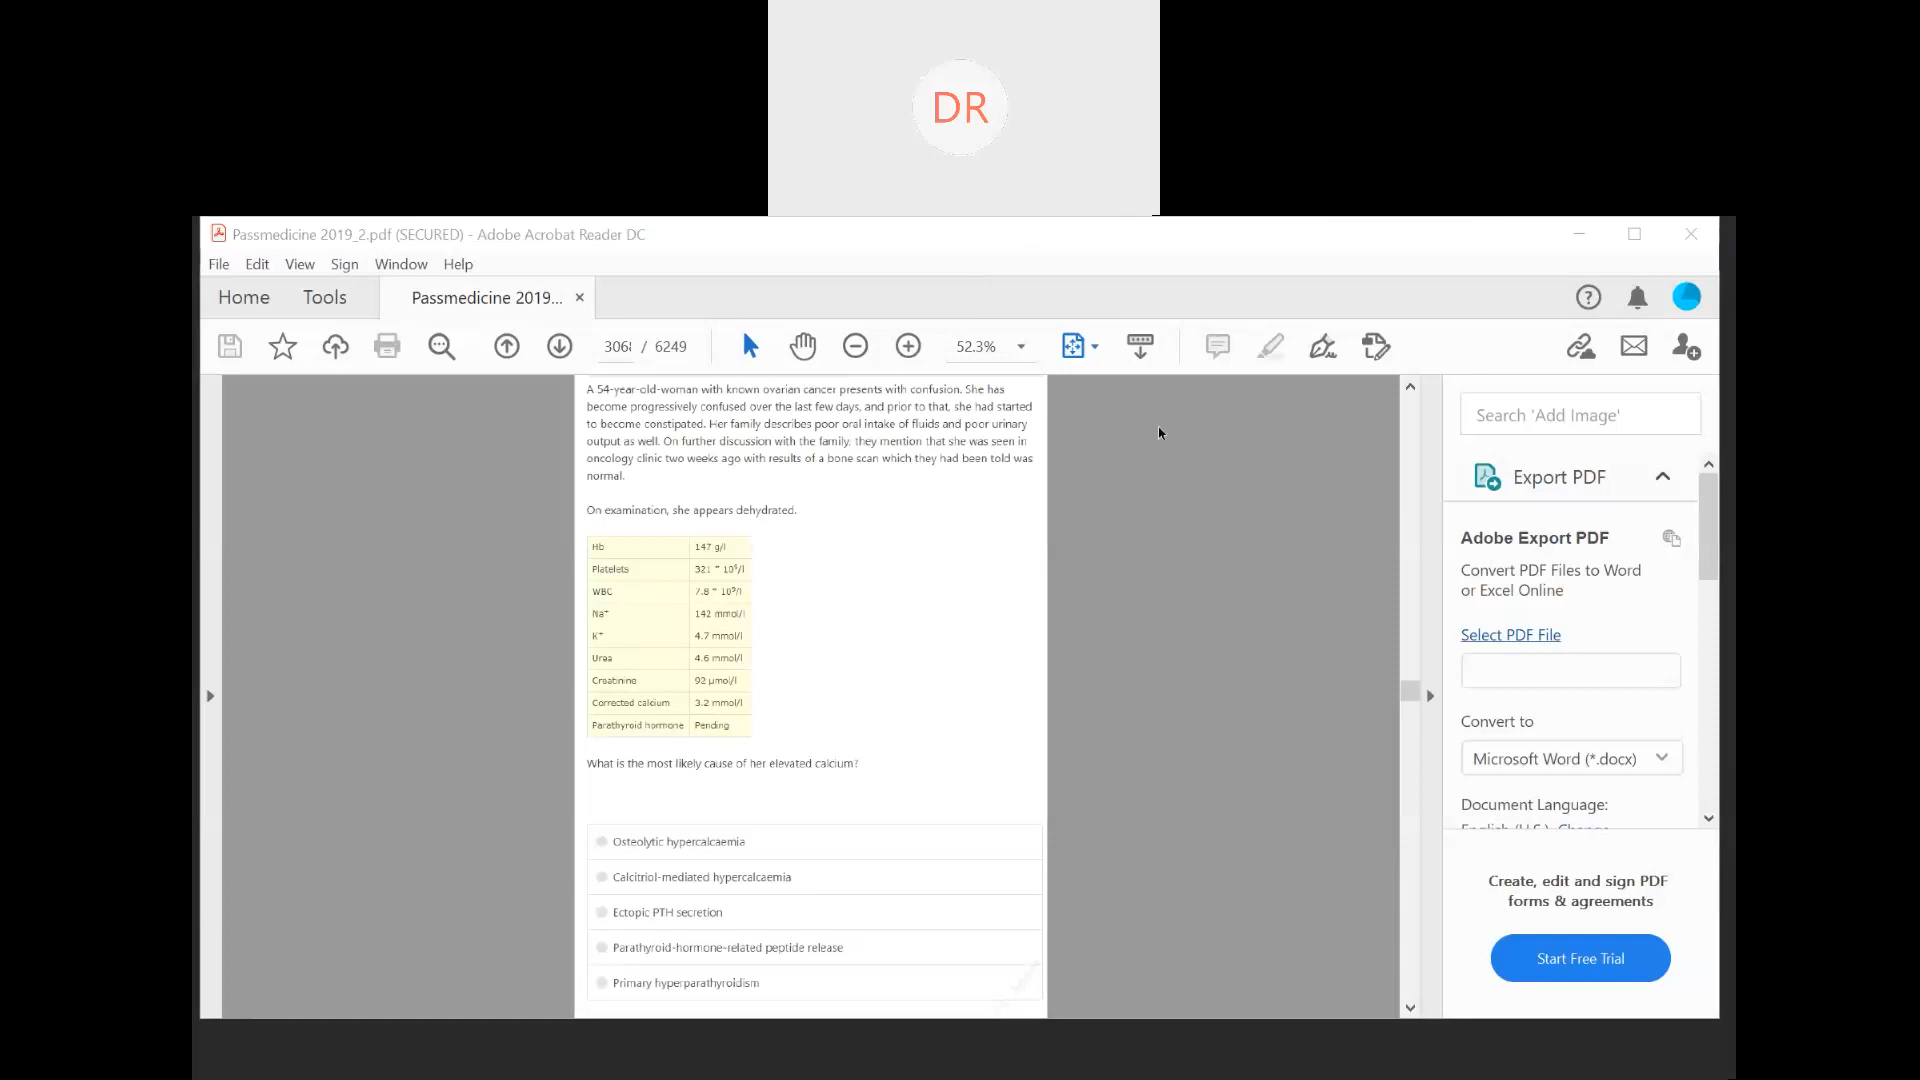 DR
Passmedicine 2019_2.pdf (SECURED) - Adobe Acrobat Reader DC
File Edit View Sign Window Help
Home Tools Passmedicine 2019... ×
/ 6249 52.3%
A 54-year-old-woman with known ovarian cancer presents with confusion. She has
become progressively confused over the last few days, and prior to that, she had started
to become constipated. Her family describes poor oral intake of fluids and poor urinary
output as well. On further discussion with the family, they mention that she was seen in
oncology clinic two weeks ago with results of a bone scan which they had been told was
normal.
On examination, she appears dehydrated.
Hb 147 g/l
Platelets 321 * 10⁹/l
WBC 7.8 * 10⁹/l
Na⁺ 142 mmol/l
K⁺ 4.7 mmol/l
Urea 4.6 mmol/l
Creatinine 92 µmol/l
Corrected calcium 3.2 mmol/l
Parathyroid hormone Pending
What is the most likely cause of her elevated calcium?
Osteolytic hypercalcaemia
Calcitriol-mediated hypercalcaemia
Ectopic PTH secretion
Parathyroid-hormone-related peptide release
Primary hyperparathyroidism
Search 'Add Image'
Export PDF
Adobe Export PDF
Convert PDF Files to Word
or Excel Online
Select PDF File
Convert to
Microsoft Word (*.docx)
Document Language:
Create, edit and sign PDF
forms & agreements
Start Free Trial